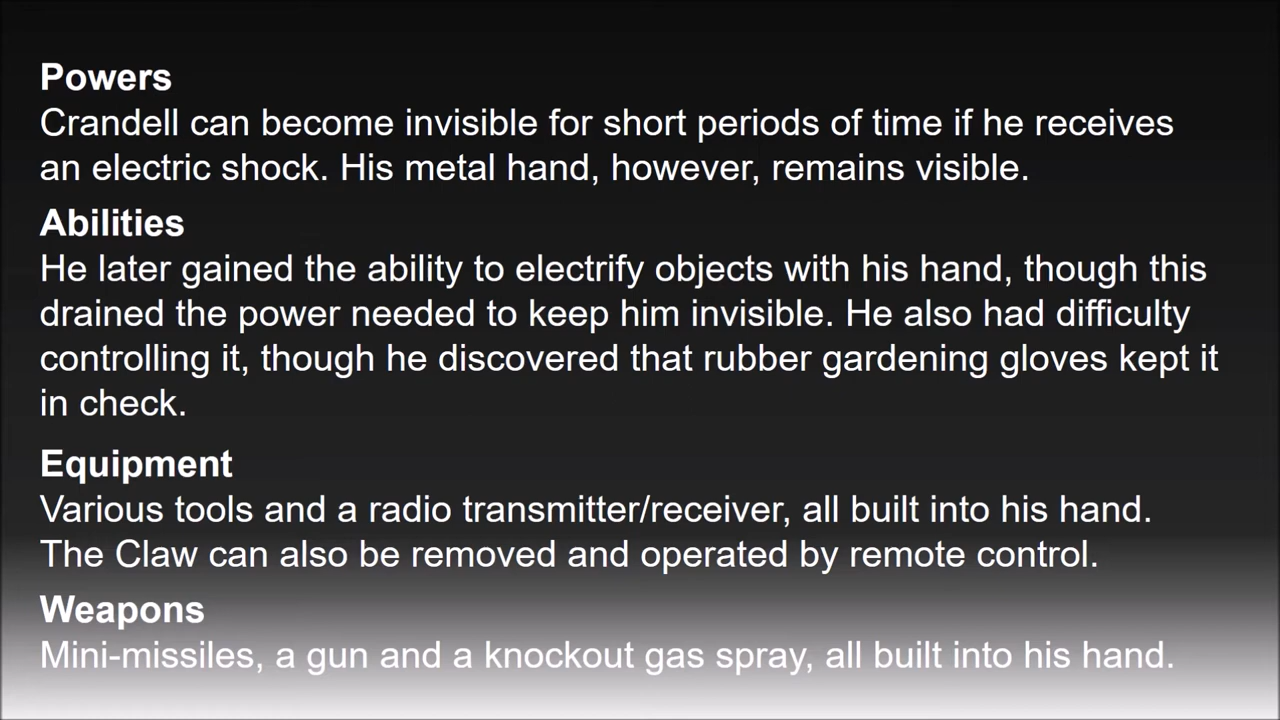 Powers
Crandell can become invisible for short periods of time if he receives
an electric shock. His metal hand, however, remains visible.
Abilities
He later gained the ability to electrify objects with his hand, though this
drained the power needed to keep him invisible. He also had difficulty
controlling it, though he discovered that rubber gardening gloves kept it
in check.
Equipment
Various tools and a radio transmitter/receiver, all built into his hand.
The Claw can also be removed and operated by remote control.
Weapons
Mini-missiles, a gun and a knockout gas spray, all built into his hand.